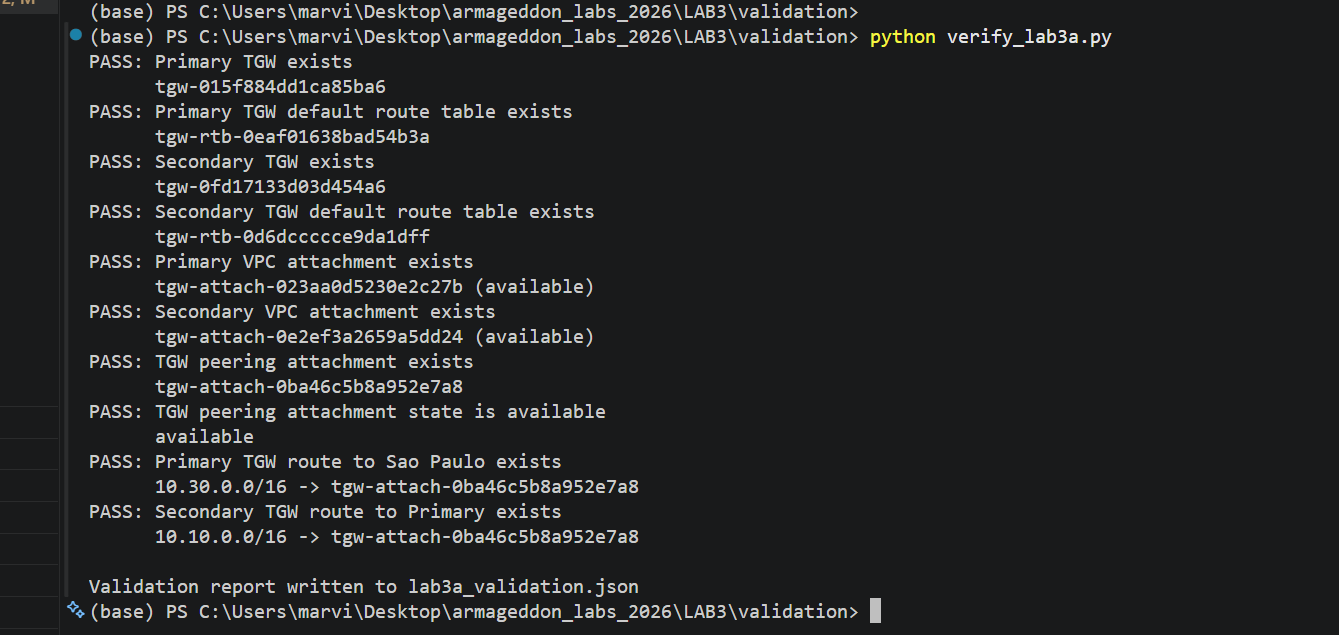 2, M
(base) PS C:\Users\marvi\Desktop\armageddon_labs_2026\LAB3\validation>
(base) PS C:\Users\marvi\Desktop\armageddon_labs_2026\LAB3\validation> python verify_lab3a.py
PASS: Primary TGW exists
tgw-015f884dd1ca85ba6
PASS: Primary TGW default route table exists
tgw-rtb-0eaf01638bad54b3a
PASS: Secondary TGW exists
tgw-0fd17133d03d454a6
PASS: Secondary TGW default route table exists
tgw-rtb-0d6dccccce9da1dff
PASS: Primary VPC attachment exists
tgw-attach-023aa0d5230e2c27b (available)
PASS: Secondary VPC attachment exists
tgw-attach-0e2ef3a2659a5dd24 (available)
PASS: TGW peering attachment exists
tgw-attach-0ba46c5b8a952e7a8
PASS: TGW peering attachment state is available
available
PASS: Primary TGW route to Sao Paulo exists
10.30.0.0/16 -> tgw-attach-0ba46c5b8a952e7a8
PASS: Secondary TGW route to Primary exists
10.10.0.0/16 -> tgw-attach-0ba46c5b8a952e7a8
Validation report written to lab3a_validation.json
(base) PS C:\Users\marvi\Desktop\armageddon_labs_2026\LAB3\validation>